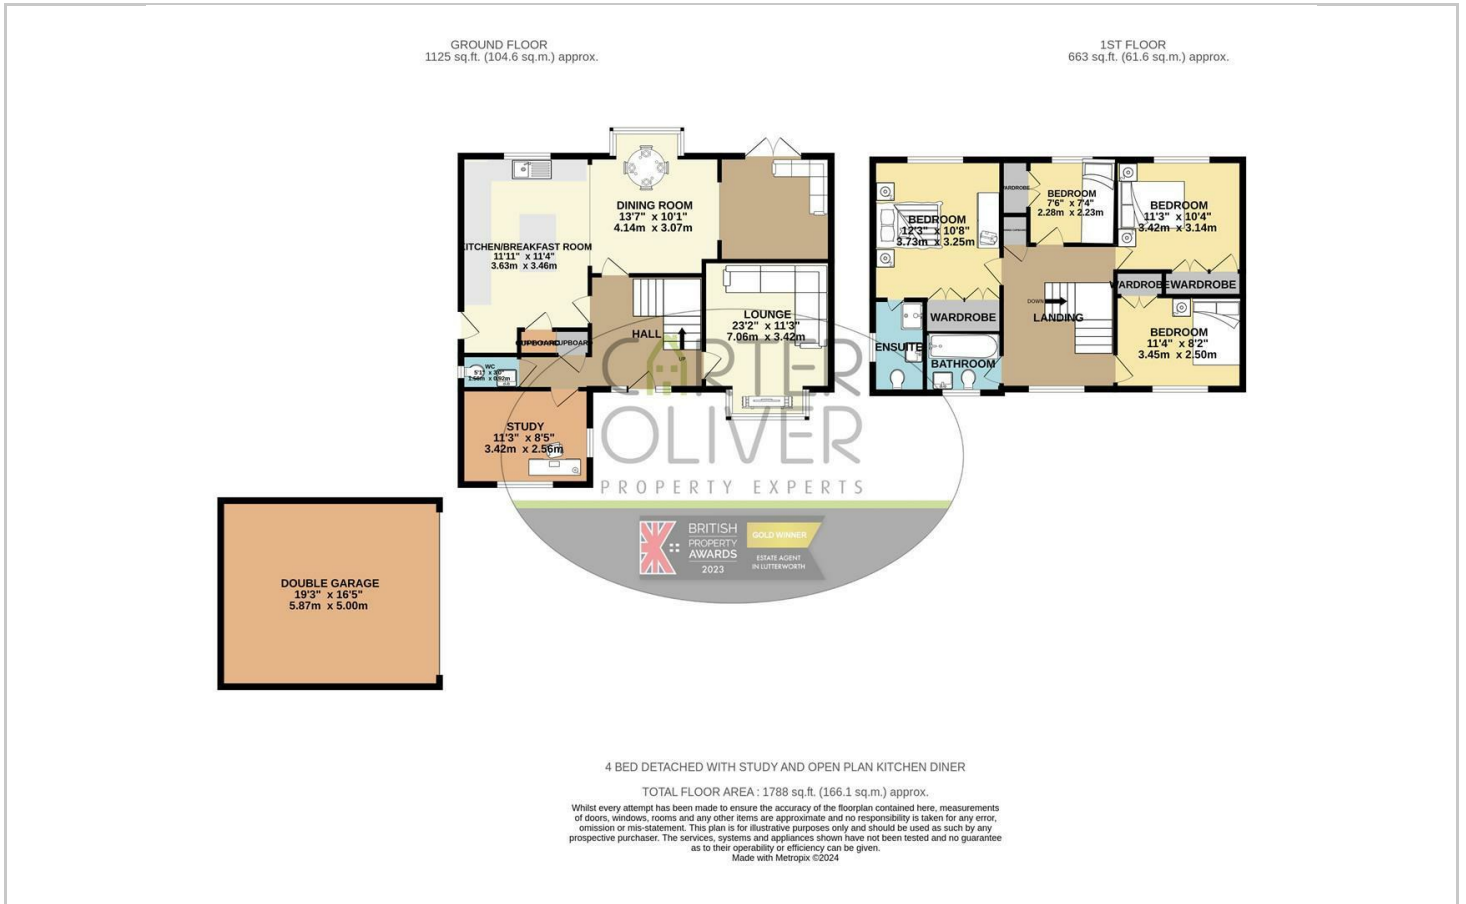 GROUND FLOOR
1125 sq.ft. (104.6 sq.m.) approx.
1ST FLOOR
663 sq.ft. (61.6 sq.m.) approx.
KITCHEN/BREAKFAST ROOM
11'11" x 11'4"
3.63m x 3.46m
DINING ROOM
13'7" x 10'1"
4.14m x 3.07m
LOUNGE
23'2" x 11'3"
7.06m x 3.42m
HALL
UP
CUPBOARD
CUPBOARD
WC
STUDY
11'3" x 8'5"
3.42m x 2.56m
DOUBLE GARAGE
19'3" x 16'5"
5.87m x 5.00m
BEDROOM
12'3" x 10'8"
3.73m x 3.25m
WARDROBE
BEDROOM
7'6" x 7'4"
2.28m x 2.23m
BEDROOM
11'3" x 10'4"
3.42m x 3.14m
WARDROBE
WARDROBE
WARDROBE
DOWN
LANDING
ENSUITE
BATHROOM
BEDROOM
11'4" x 8'2"
3.45m x 2.50m
CARTER
OLIVER
PROPERTY EXPERTS
BRITISH
PROPERTY
AWARDS
2023
GOLD WINNER
ESTATE AGENT
IN LUTTERWORTH
4 BED DETACHED WITH STUDY AND OPEN PLAN KITCHEN DINER
TOTAL FLOOR AREA : 1788 sq.ft. (166.1 sq.m.) approx.
Whilst every attempt has been made to ensure the accuracy of the floorplan contained here, measurements
of doors, windows, rooms and any other items are approximate and no responsibility is taken for any error,
omission or mis-statement. This plan is for illustrative purposes only and should be used as such by any
prospective purchaser. The services, systems and appliances shown have not been tested and no guarantee
as to their operability or efficiency can be given.
Made with Metropix ©2024